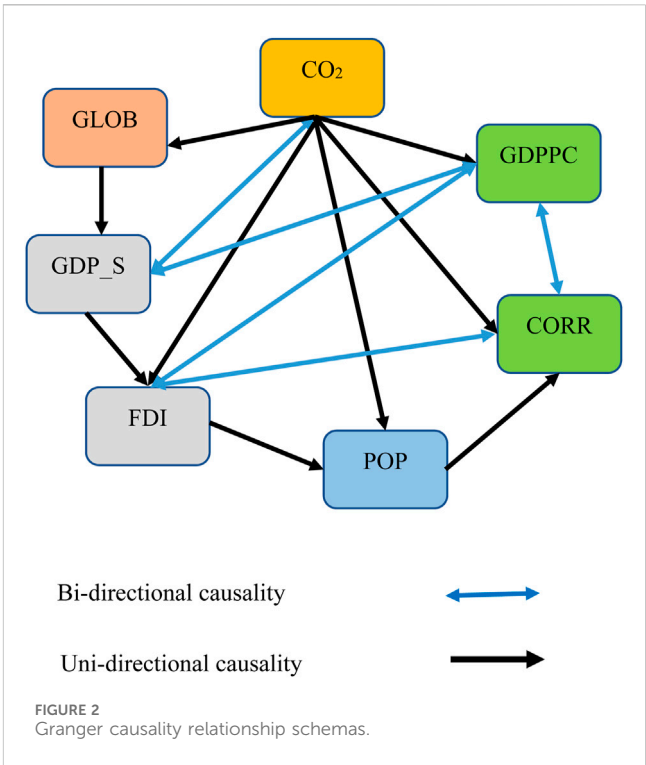 CO₂
GLOB
GDPPC
GDP_S
CORR
FDI
POP
Bi-directional causality
Uni-directional causality
FIGURE 2
Granger causality relationship schemas.